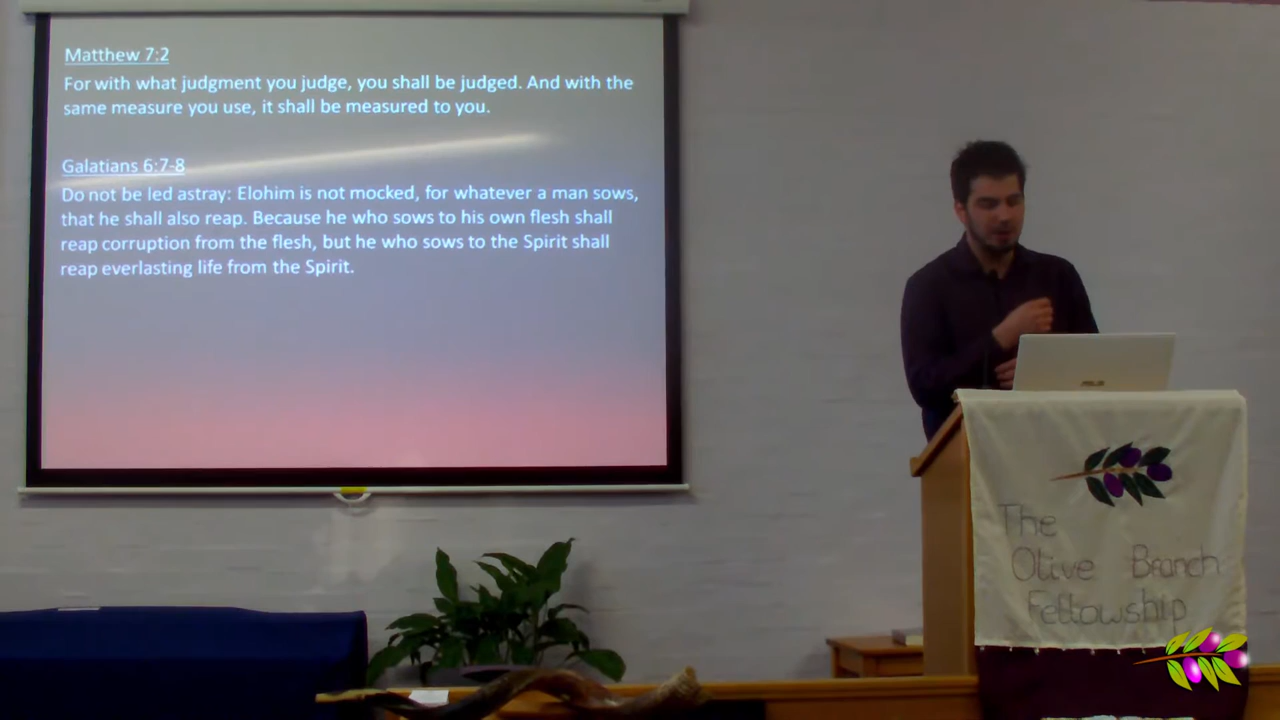 Matthew 7:2
For with what judgment you judge, you shall be judged. And with the
same measure you use, it shall be measured to you.
Galatians 6:7-8
Do not be led astray: Elohim is not mocked, for whatever a man sows,
that he shall also reap. Because he who sows to his own flesh shall
reap corruption from the flesh, but he who sows to the Spirit shall
reap everlasting life from the Spirit.
ASUS
The
Olive Branch
Fellowship